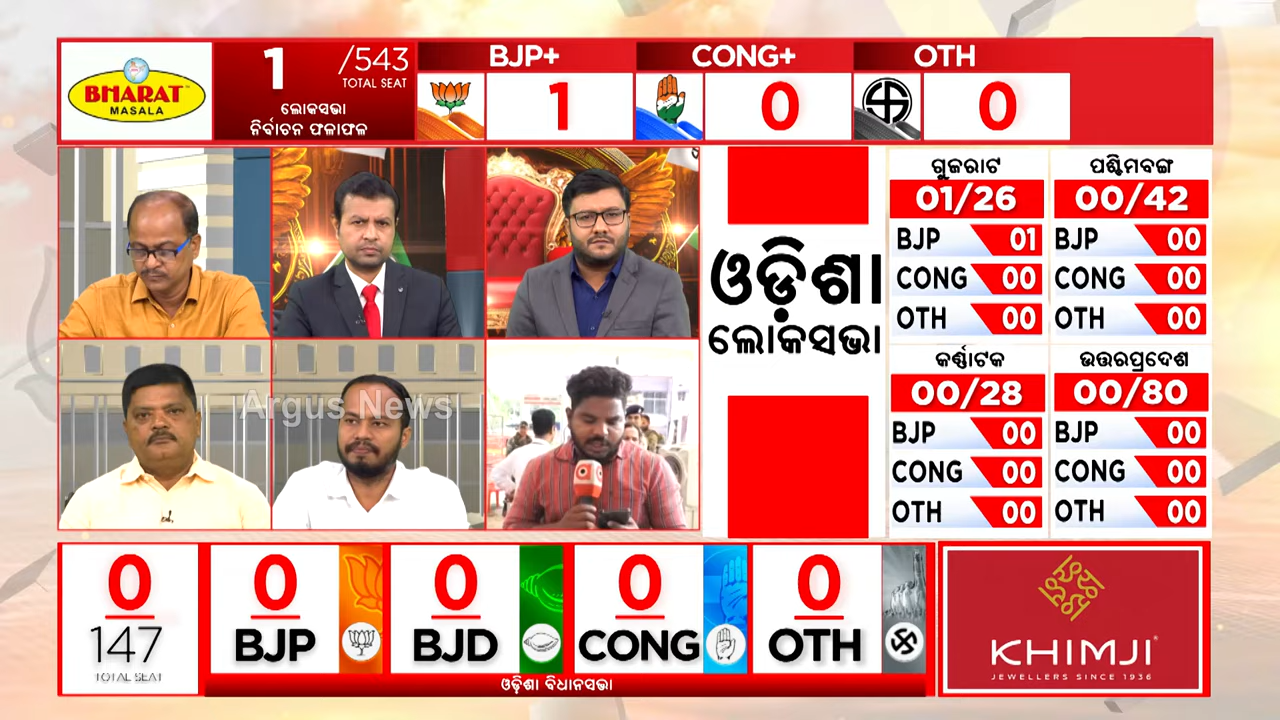 BHARAT
MASALA
1 /543
TOTAL SEAT
ଲୋକସଭା
ନିର୍ବାଚନ ଫଳାଫଳ
BJP+
1
CONG+
0
OTH
0
Argus News
ଓଡ଼ିଶା
ଲୋକସଭା
ଗୁଜରାଟ
01/26
BJP 01
CONG 00
OTH 00
ପଶ୍ଚିମବଙ୍ଗ
00/42
BJP 00
CONG 00
OTH 00
କର୍ଣ୍ଣାଟକ
00/28
BJP 00
CONG 00
OTH 00
ଉତ୍ତରପ୍ରଦେଶ
00/80
BJP 00
CONG 00
OTH 00
0
147
TOTAL SEAT
0
BJP
0
BJD
0
CONG
0
OTH
ଓଡ଼ିଶା ବିଧାନସଭା
KHIMJI
JEWELLERS SINCE 1936